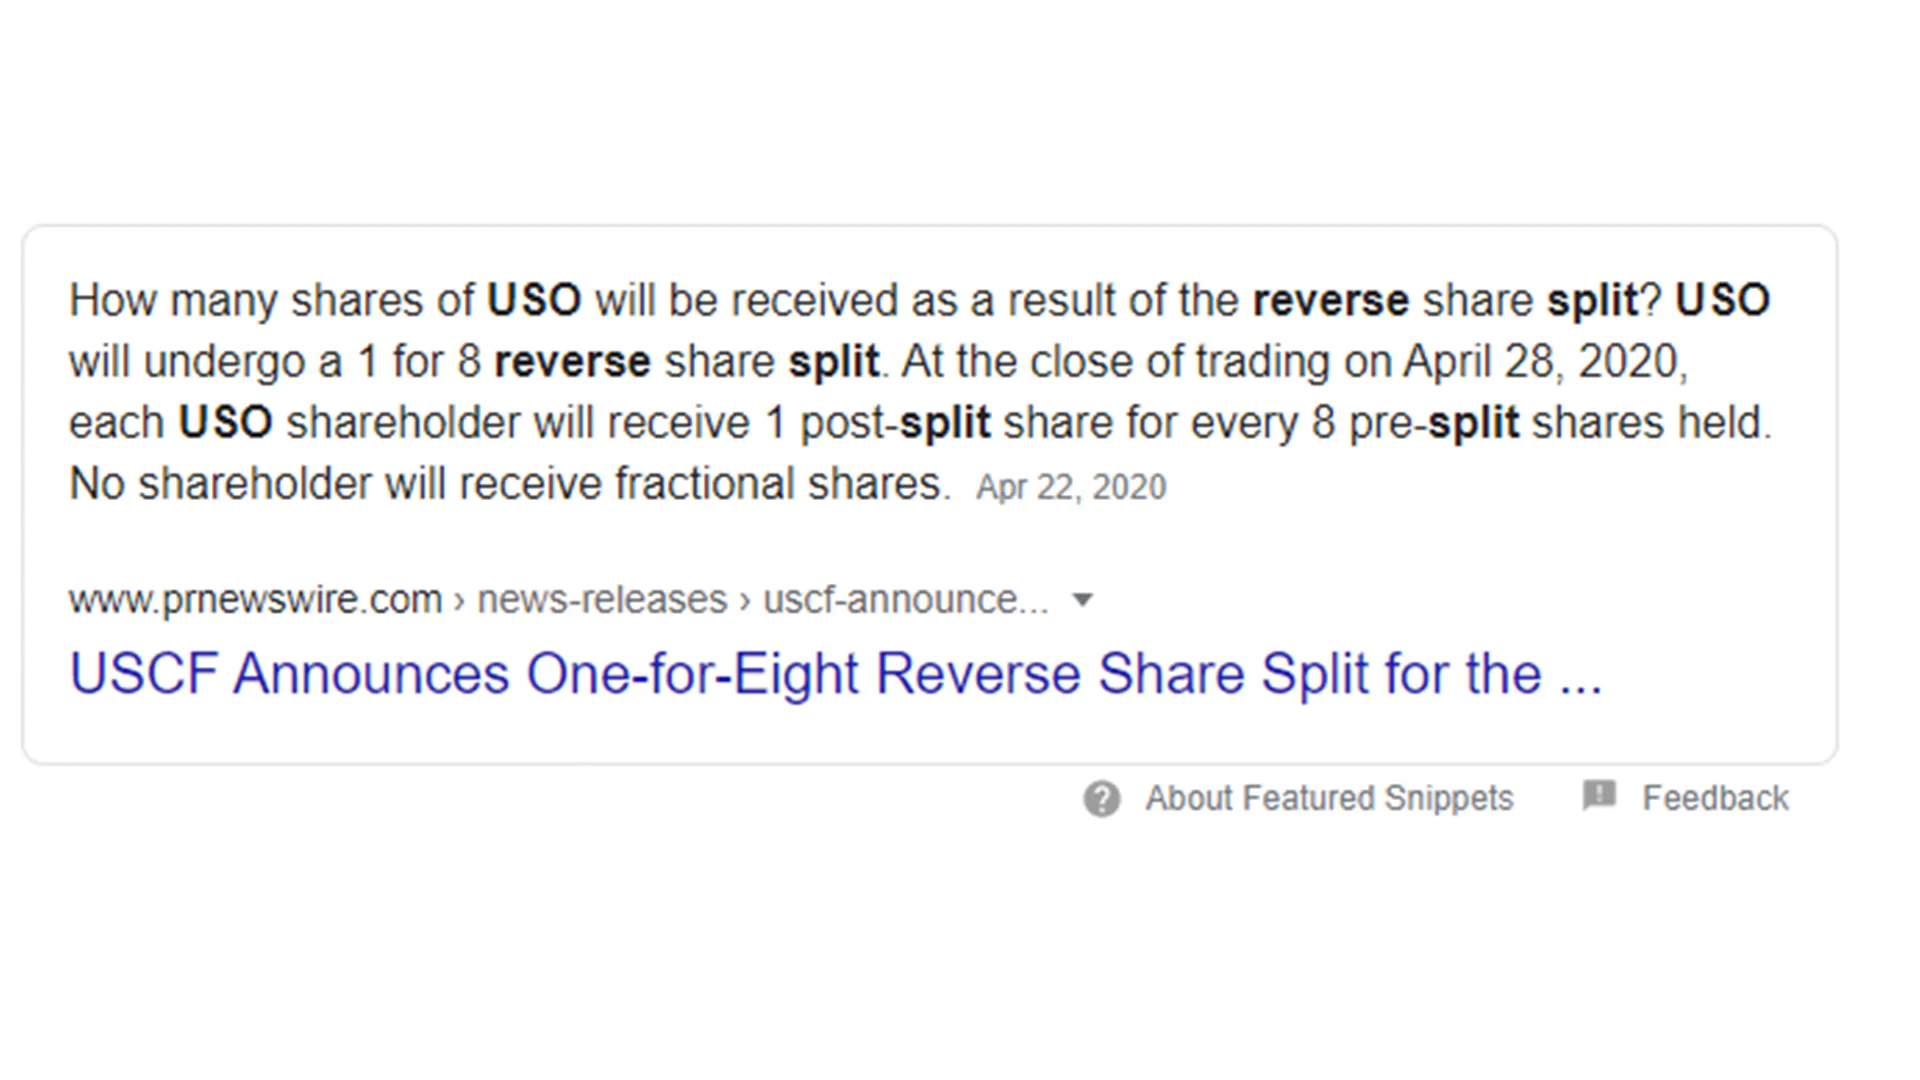 How many shares of USO will be received as a result of the reverse share split? USO
will undergo a 1 for 8 reverse share split. At the close of trading on April 28, 2020,
each USO shareholder will receive 1 post-split share for every 8 pre-split shares held.
No shareholder will receive fractional shares. Apr 22, 2020
www.prnewswire.com › news-releases › uscf-announce...
USCF Announces One-for-Eight Reverse Share Split for the ...
About Featured Snippets Feedback